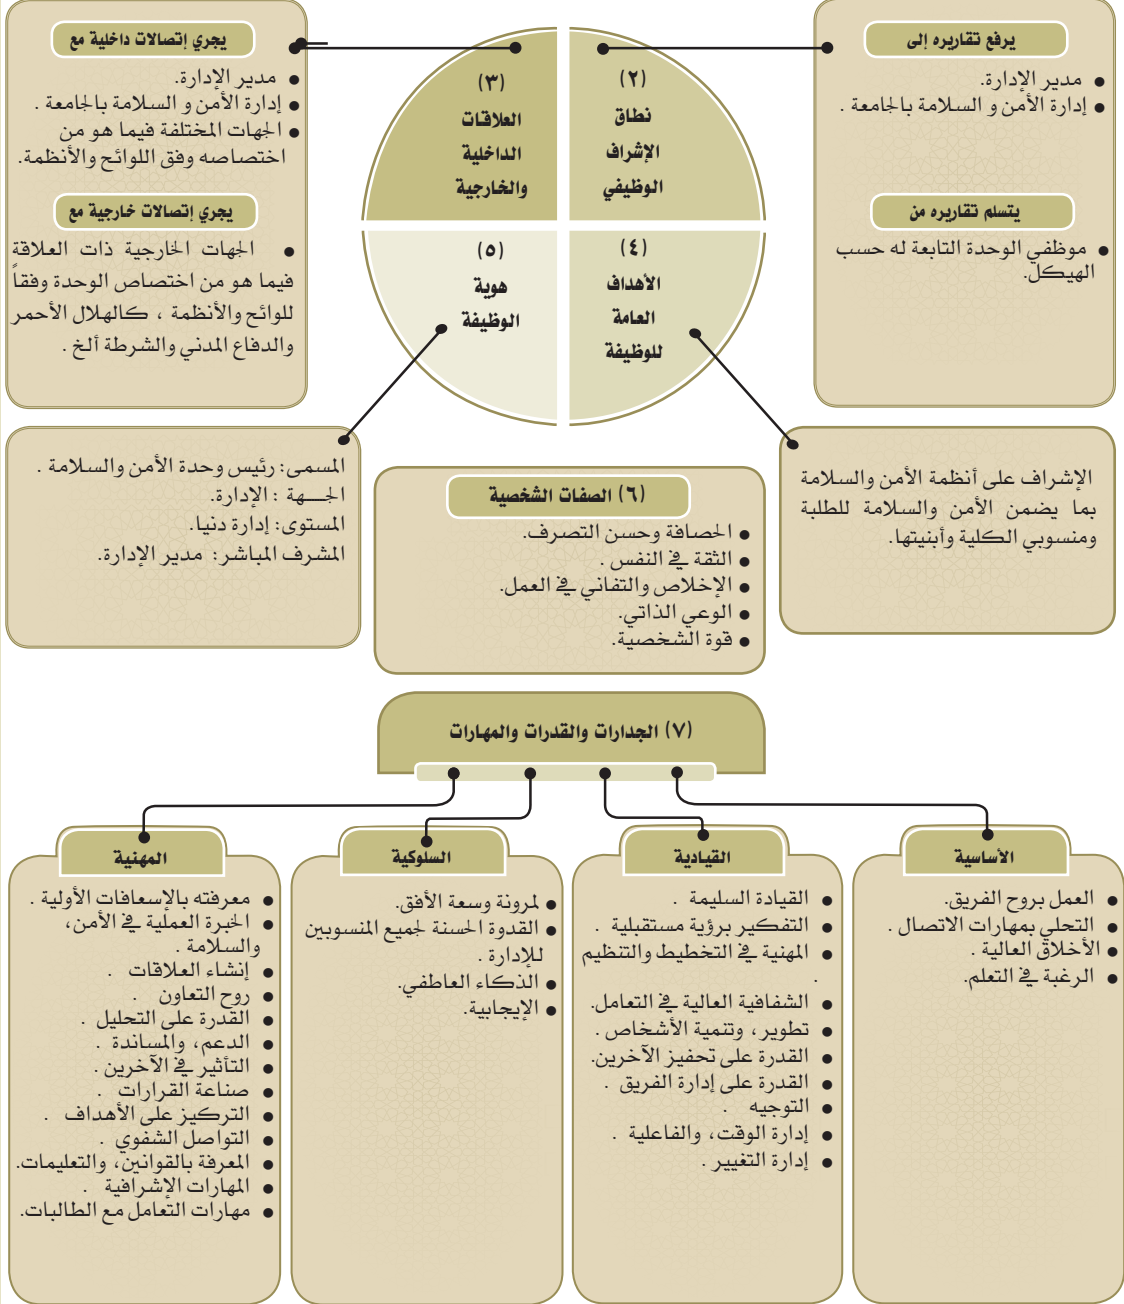 يرفع تقاريره إلى
● مدير الإدارة.
● إدارة الأمن و السلامة بالجامعة .
يتسلم تقاريره من
● موظفي الوحدة التابعة له حسب
الهيكل.
(٢)
نطاق
الإشراف
الوظيفي
(٣)
العلاقات
الداخلية
والخارجية
يجري إتصالات داخلية مع
● مدير الإدارة.
● إدارة الأمن و السلامة بالجامعة .
● الجهات المختلفة فيما هو من
اختصاصه وفق اللوائح والأنظمة.
يجري إتصالات خارجية مع
● الجهات الخارجية ذات العلاقة
فيما هو من اختصاص الوحدة وفقاً
للوائح والأنظمة ، كالهلال الأحمر
والدفاع المدني والشرطة ألخ .
(٤)
الأهداف
العامة
للوظيفة
(٥)
هوية
الوظيفة
الإشراف على أنظمة الأمن والسلامة
بما يضمن الأمن والسلامة للطلبة
ومنسوبي الكلية وأبنيتها.
المسمى: رئيس وحدة الأمن والسلامة .
الجـــهة : الإدارة.
المستوى: إدارة دنيا.
المشرف المباشر: مدير الإدارة.
(٦) الصفات الشخصية
● الحصافة وحسن التصرف.
● الثقة في النفس .
● الإخلاص والتفاني في العمل.
● الوعي الذاتي.
● قوة الشخصية.
(٧) الجدارات والقدرات والمهارات
الأساسية
● العمل بروح الفريق.
● التحلي بمهارات الاتصال .
● الأخلاق العالية .
● الرغبة في التعلم.
القيادية
● القيادة السليمة .
● التفكير برؤية مستقبلية .
● المهنية في التخطيط والتنظيم
.
● الشفافية العالية في التعامل.
● تطوير، وتنمية الأشخاص .
● القدرة على تحفيز الآخرين.
● القدرة على إدارة الفريق .
● التوجيه .
● إدارة الوقت، والفاعلية .
● إدارة التغيير .
السلوكية
● لمرونة وسعة الأفق.
● القدوة الحسنة لجميع المنسوبين
للإدارة .
● الذكاء العاطفي.
● الإيجابية.
المهنية
● معرفته بالإسعافات الأولية .
● الخبرة العملية في الأمن،
والسلامة .
● إنشاء العلاقات .
● روح التعاون .
● القدرة على التحليل .
● الدعم، والمساندة .
● التأثير في الآخرين .
● صناعة القرارات .
● التركيز على الأهداف .
● التواصل الشفوي .
● المعرفة بالقوانين، والتعليمات.
● المهارات الإشرافية .
● مهارات التعامل مع الطالبات.